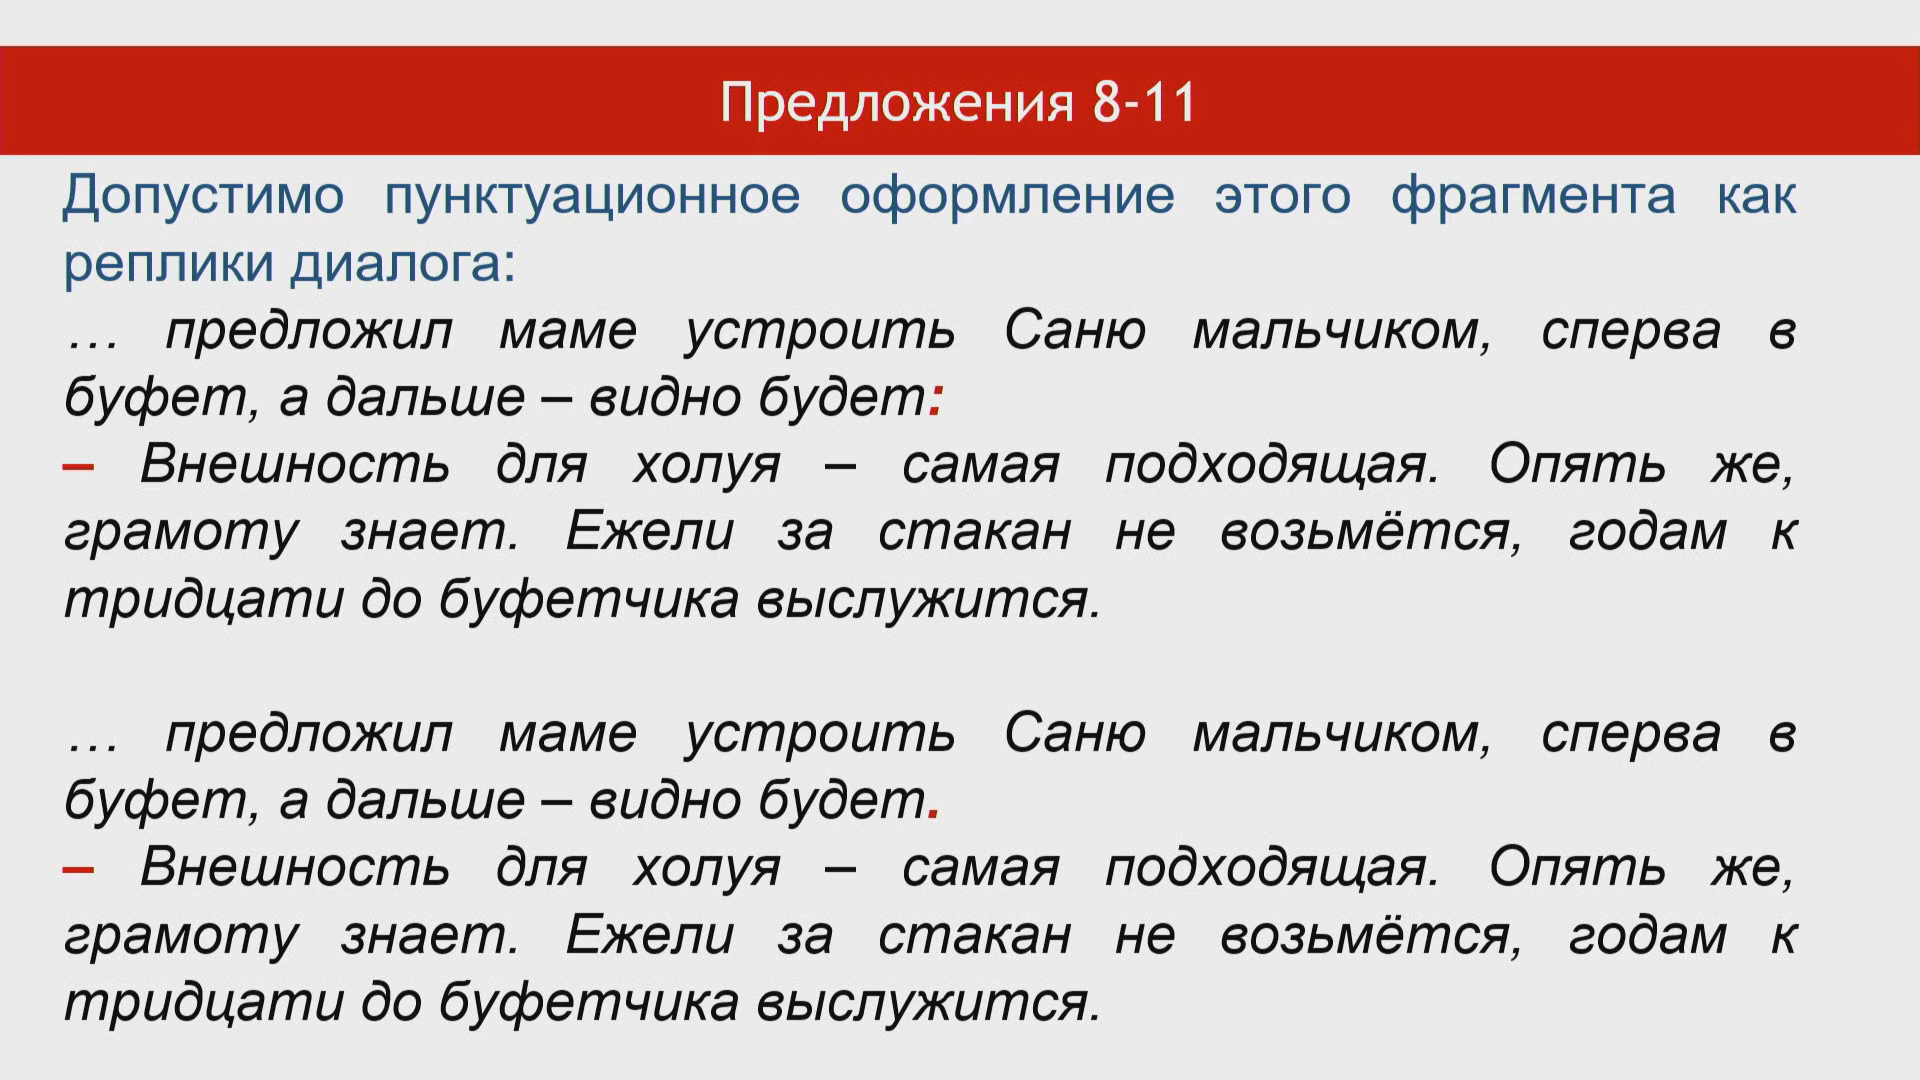 Предложения 8-11
Допустимо пунктуационное оформление этого фрагмента как
реплики диалога:
… предложил маме устроить Саню мальчиком, сперва в
буфет, а дальше – видно будет:
– Внешность для холуя – самая подходящая. Опять же,
грамоту знает. Ежели за стакан не возьмётся, годам к
тридцати до буфетчика выслужится.
… предложил маме устроить Саню мальчиком, сперва в
буфет, а дальше – видно будет.
– Внешность для холуя – самая подходящая. Опять же,
грамоту знает. Ежели за стакан не возьмётся, годам к
тридцати до буфетчика выслужится.